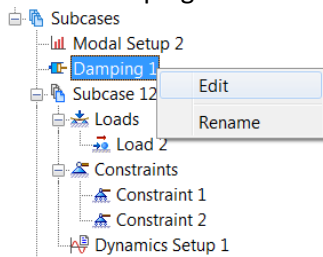 Subcases
Modal Setup 2
Damping 1
Edit
Subcase 12
Rename
Loads
Load 2
Constraints
Constraint 1
Constraint 2
Dynamics Setup 1